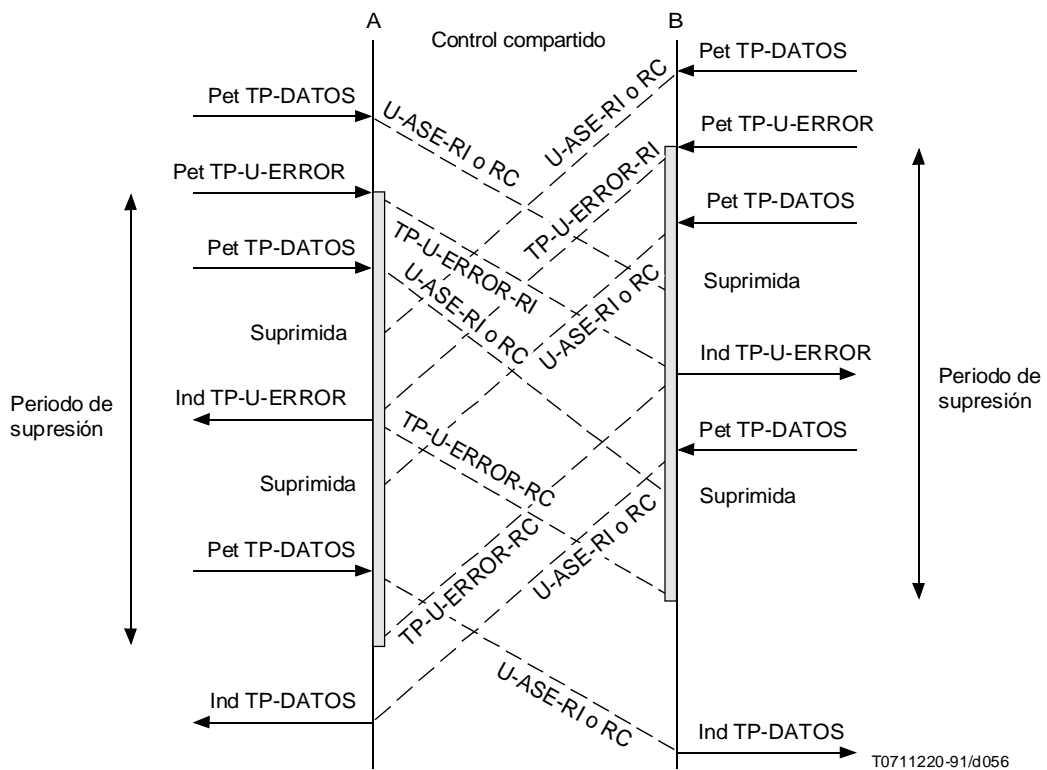 A
B
Control compartido
Pet TP-DATOS
Pet TP-DATOS
U-ASE-RI o RC
U-ASE-RI o RC
Pet TP-U-ERROR
Pet TP-U-ERROR
TP-U-ERROR-RI
Pet TP-DATOS
Pet TP-DATOS
TP-U-ERROR-RI
U-ASE-RI o RC
U-ASE-RI o RC
Suprimida
Suprimida
Ind TP-U-ERROR
Ind TP-U-ERROR
Periodo de
supresión
Periodo de
supresión
Pet TP-DATOS
TP-U-ERROR-RC
Suprimida
Suprimida
Pet TP-DATOS
TP-U-ERROR-RC
U-ASE-RI o RC
U-ASE-RI o RC
Ind TP-DATOS
Ind TP-DATOS
T0711220-91/d056